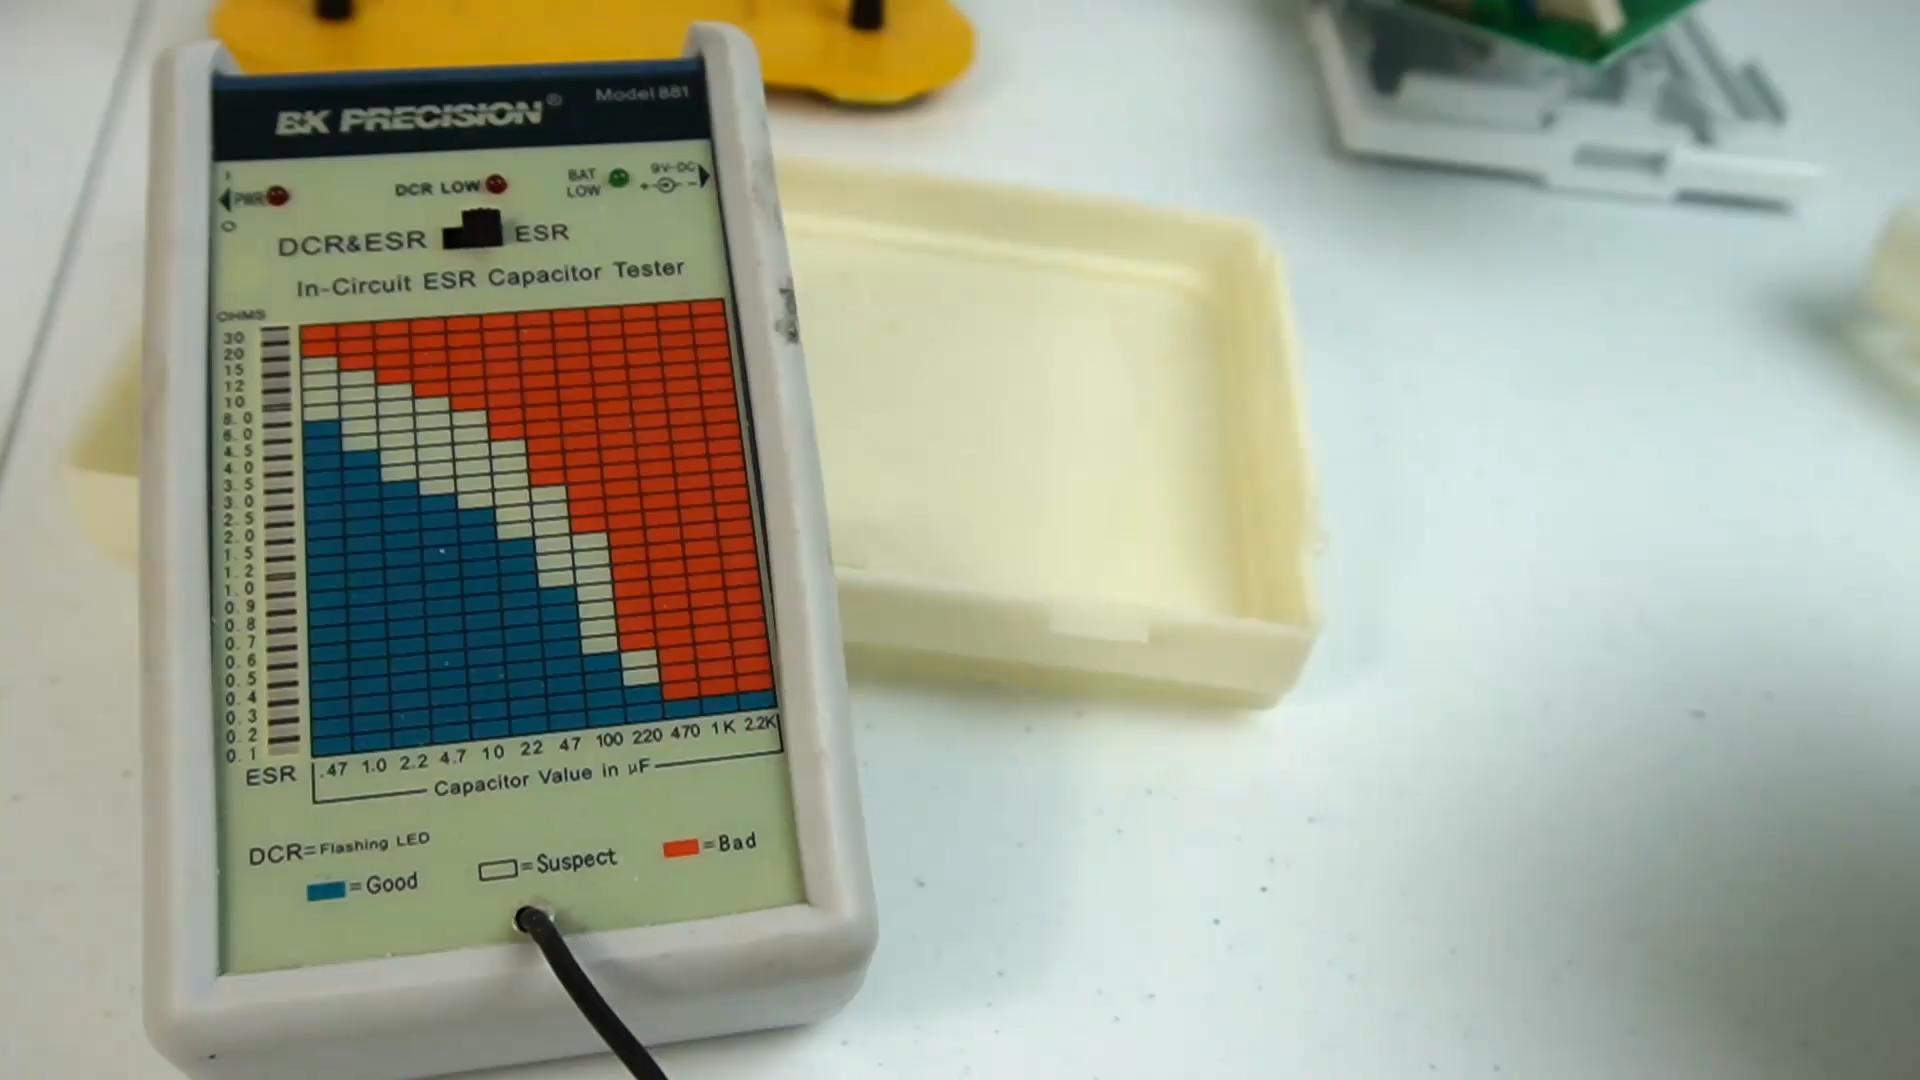 BK PRECISION® Model 881
I
PWR DCR LOW BAT LOW 9V-DC
+ -
O
DCR&ESR ESR
In-Circuit ESR Capacitor Tester
OHMS
30
20
15
12
10
8.0
6.0
4.5
4.0
3.5
3.0
2.5
2.0
1.5
1.2
1.0
0.9
0.8
0.7
0.6
0.5
0.4
0.3
0.2
0.1
ESR .47 1.0 2.2 4.7 10 22 47 100 220 470 1K 2.2K
Capacitor Value in µF
DCR=Flashing LED
=Good =Suspect =Bad